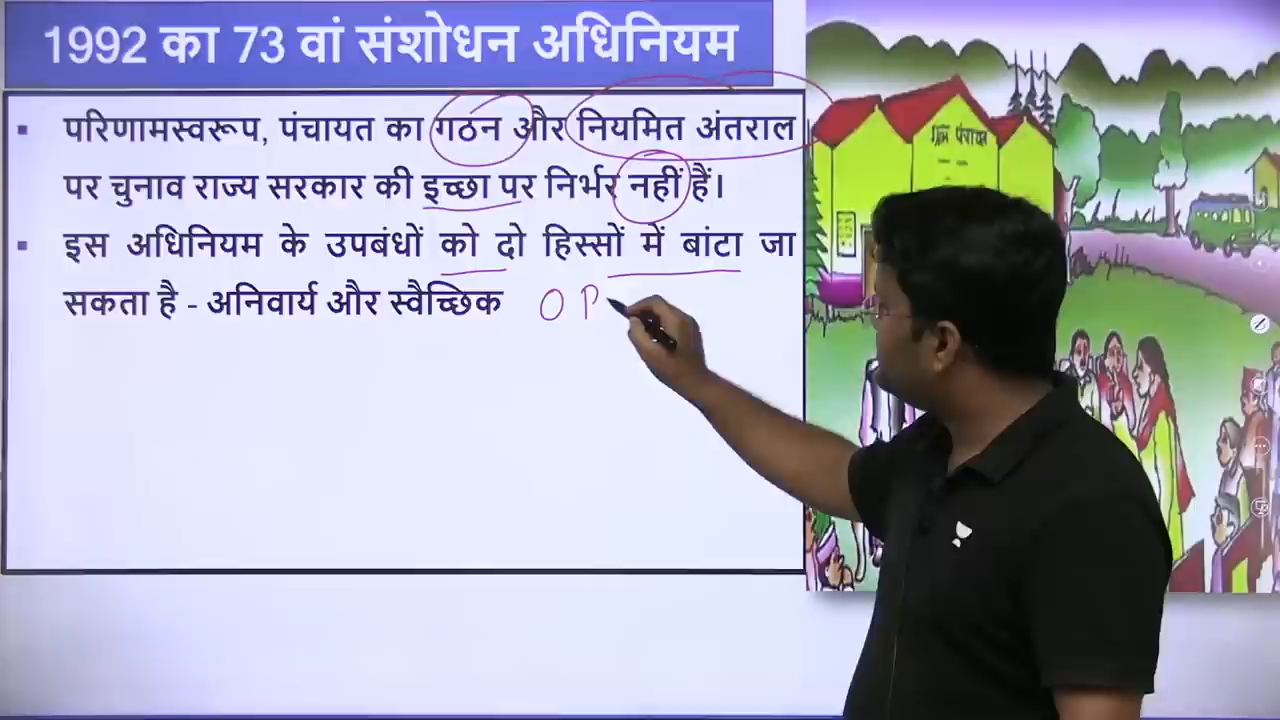 1992 का 73 वां संशोधन अधिनियम
▪ परिणामस्वरूप, पंचायत का गठन और नियमित अंतराल
पर चुनाव राज्य सरकार की इच्छा पर निर्भर नहीं हैं।
▪ इस अधिनियम के उपबंधों को दो हिस्सों में बांटा जा
सकता है - अनिवार्य और स्वैच्छिक O P
ग्राम पंचायत